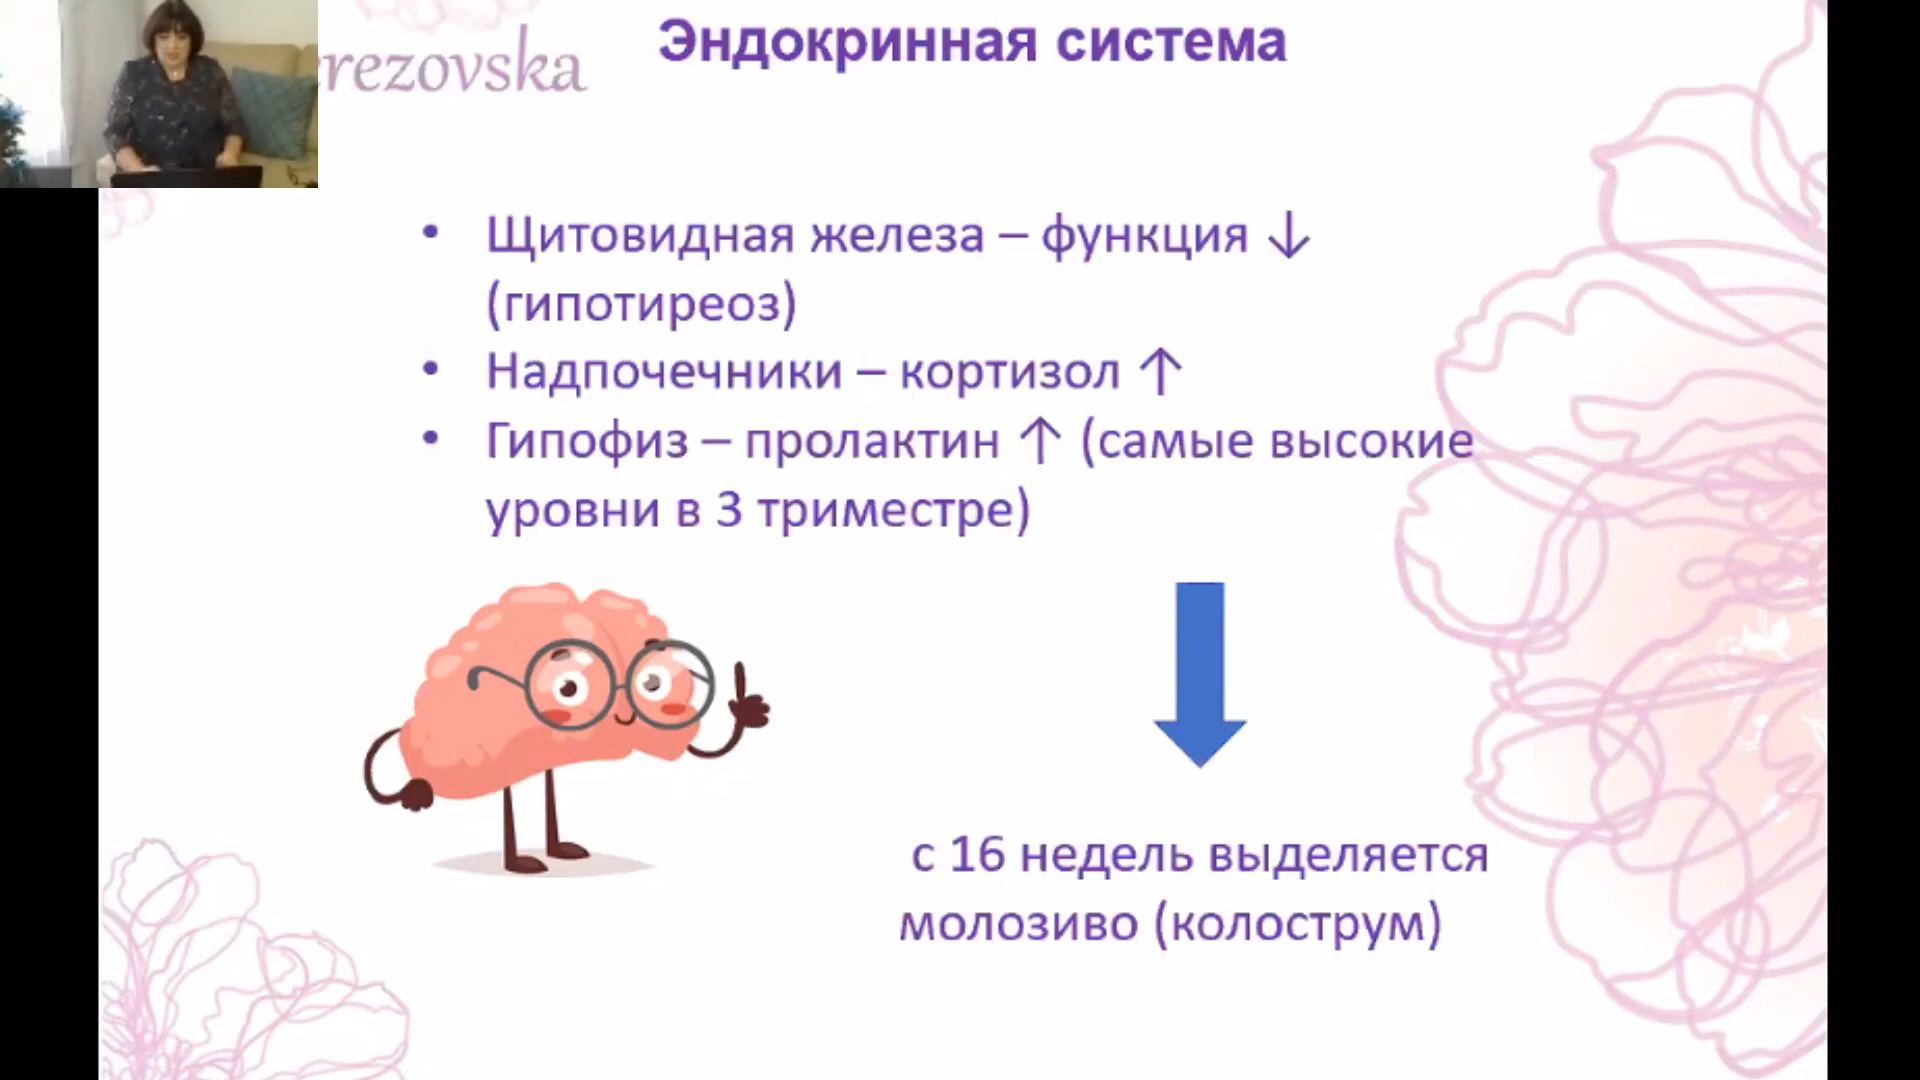 Эндокринная система
rezovska
• Щитовидная железа – функция ↓
(гипотиреоз)
• Надпочечники – кортизол ↑
• Гипофиз – пролактин ↑ (самые высокие
уровни в 3 триместре)
с 16 недель выделяется
молозиво (колострум)